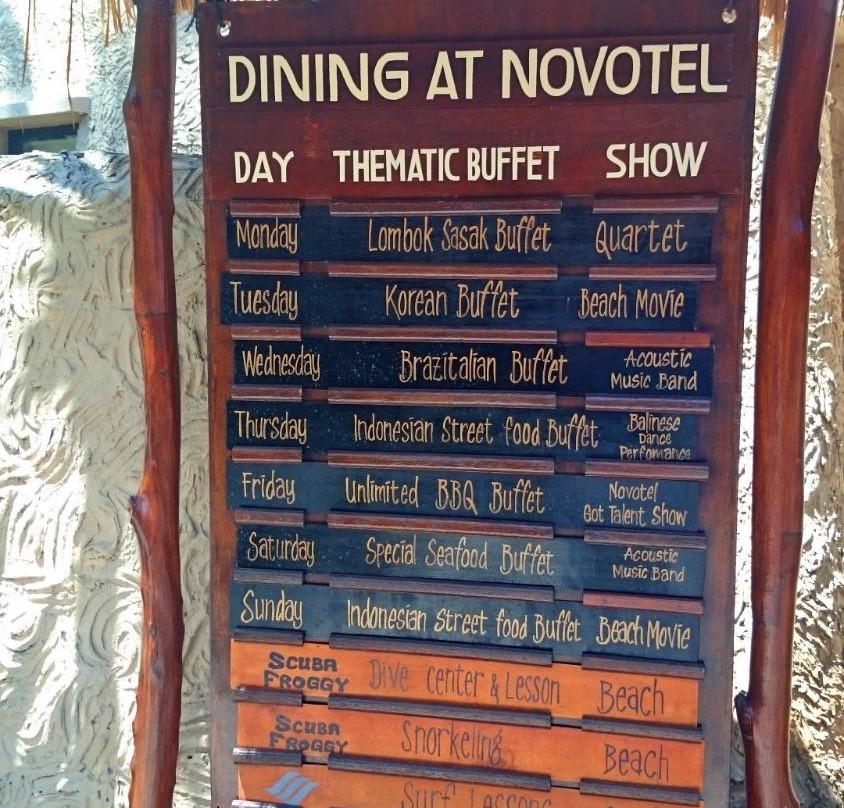 DINING AT NOVOTEL
DAY THEMATIC BUFFET SHOW
Monday Lombok Sasak Buffet Quartet
Tuesday Korean Buffet Beach Movie
Wednesday Brazitalian Buffet Acoustic
Music Band
Thursday Indonesian Street food Buffet Balinese
Dance
Perfomance
Friday Unlimited BBQ Buffet Novotel
Got Talent Show
Saturday Special Seafood Buffet Acoustic
Music Band
Sunday Indonesian Street food Buffet Beach Movie
SCUBA
FROGGY Dive center & Lesson Beach
SCUBA
FROGGY Snorkeling Beach
Surf Lessons